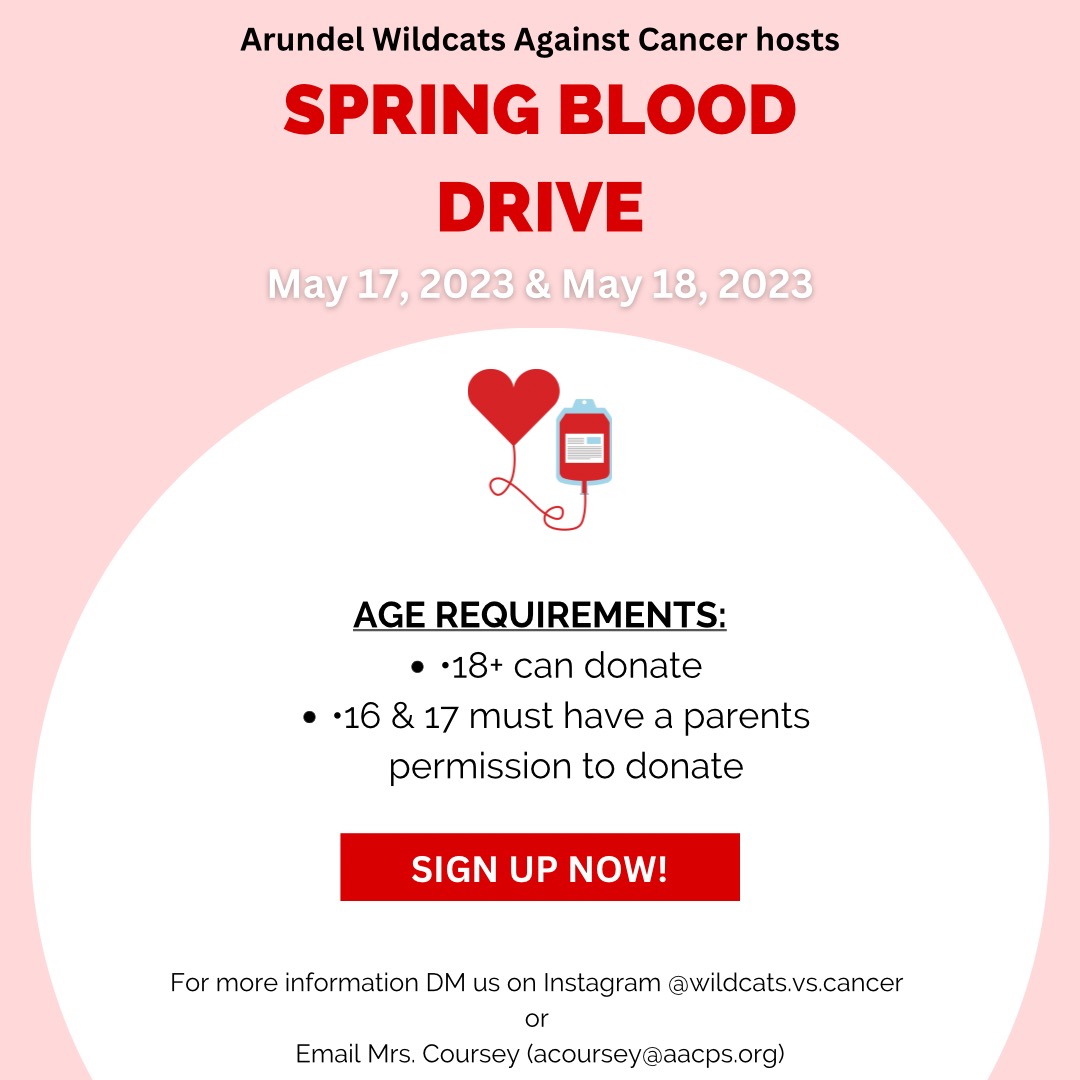 Arundel Wildcats Against Cancer hosts
SPRING BLOOD
DRIVE
May 17, 2023 & May 18, 2023
AGE REQUIREMENTS:
• •18+ can donate
• •16 & 17 must have a parents
permission to donate
SIGN UP NOW!
For more information DM us on Instagram @wildcats.vs.cancer
or
Email Mrs. Coursey (acoursey@aacps.org)